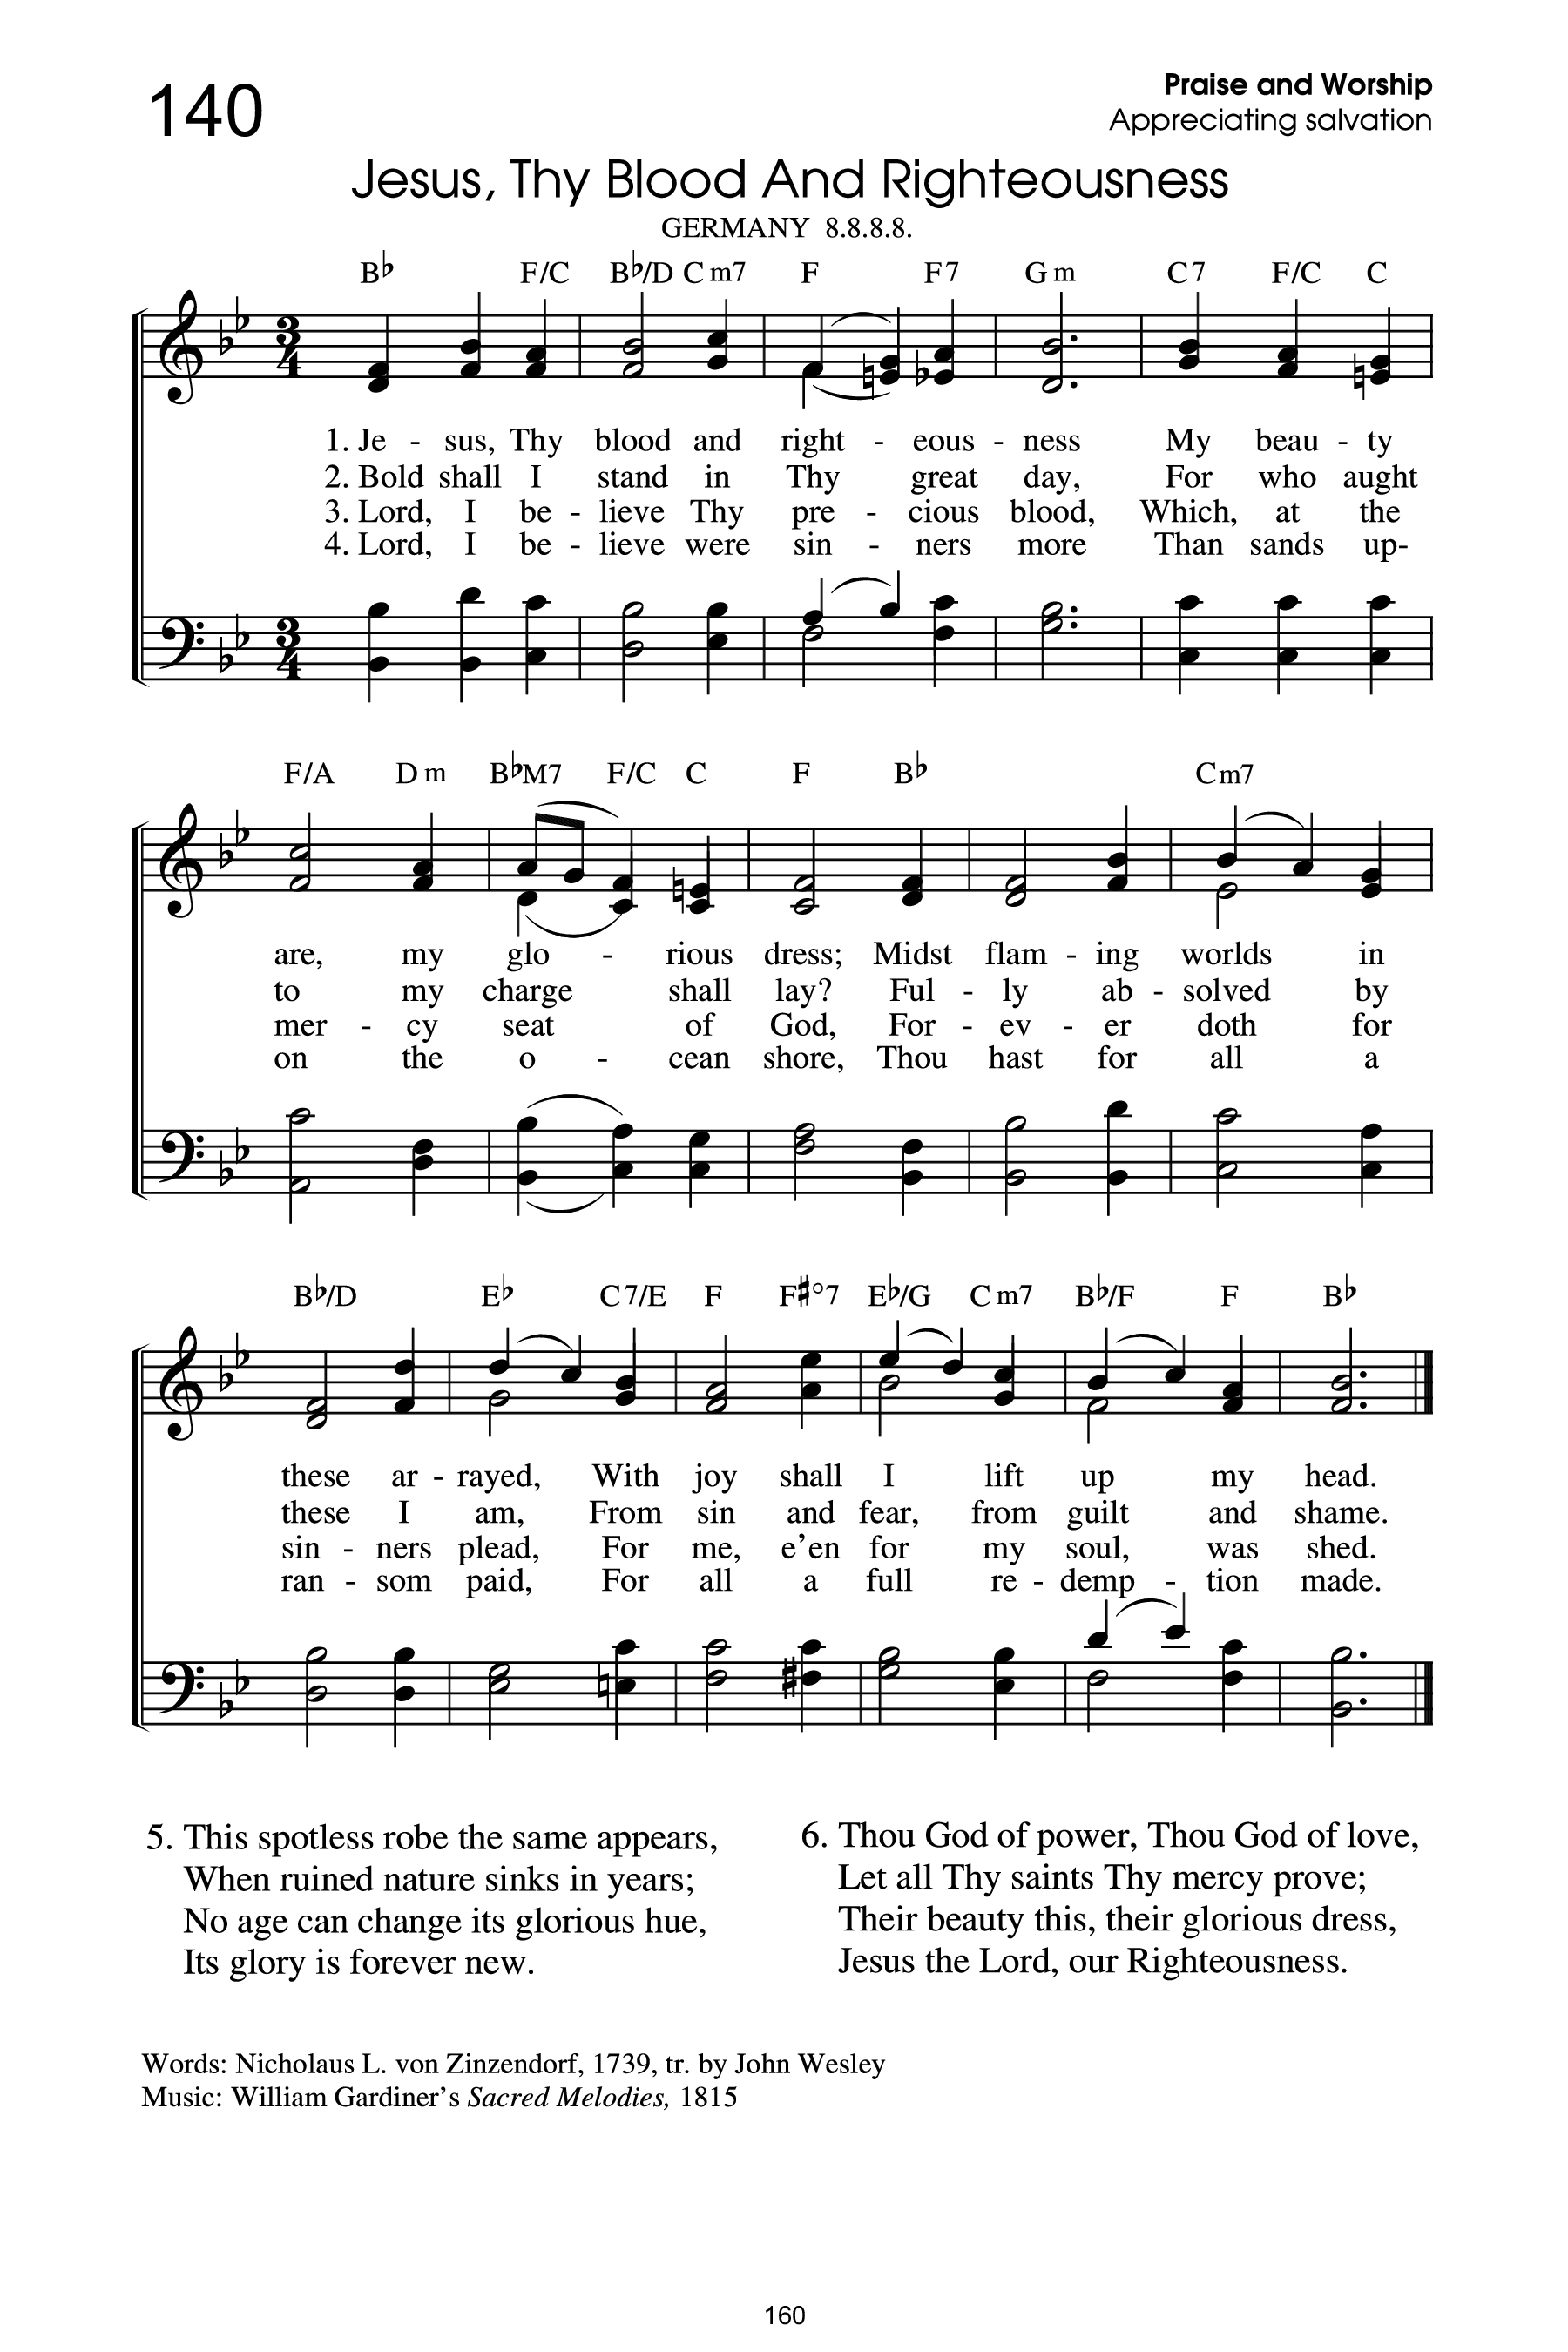 140
Praise and Worship
Appreciating salvation
Jesus, Thy Blood And Righteousness
GERMANY 8.8.8.8.
B♭ F/C B♭/D C m7 F F7 G m C7 F/C C
3
4
1. Je - sus, Thy blood and right - eous - ness My beau - ty
2. Bold shall I stand in Thy great day, For who aught
3. Lord, I be - lieve Thy pre - cious blood, Which, at the
4. Lord, I be - lieve were sin - ners more Than sands up-
3
4
F/A D m B♭M7 F/C C F B♭ C m7
are, my glo - rious dress; Midst flam - ing worlds in
to my charge shall lay? Ful - ly ab - solved by
mer - cy seat of God, For - ev - er doth for
on the o - cean shore, Thou hast for all a
B♭/D E♭ C7/E F F♯°7 E♭/G C m7 B♭/F F B♭
these ar - rayed, With joy shall I lift up my head.
these I am, From sin and fear, from guilt and shame.
sin - ners plead, For me, e’en for my soul, was shed.
ran - som paid, For all a full re - demp - tion made.
5. This spotless robe the same appears,
When ruined nature sinks in years;
No age can change its glorious hue,
Its glory is forever new.
6. Thou God of power, Thou God of love,
Let all Thy saints Thy mercy prove;
Their beauty this, their glorious dress,
Jesus the Lord, our Righteousness.
Words: Nicholaus L. von Zinzendorf, 1739, tr. by John Wesley
Music: William Gardiner’s Sacred Melodies, 1815
160